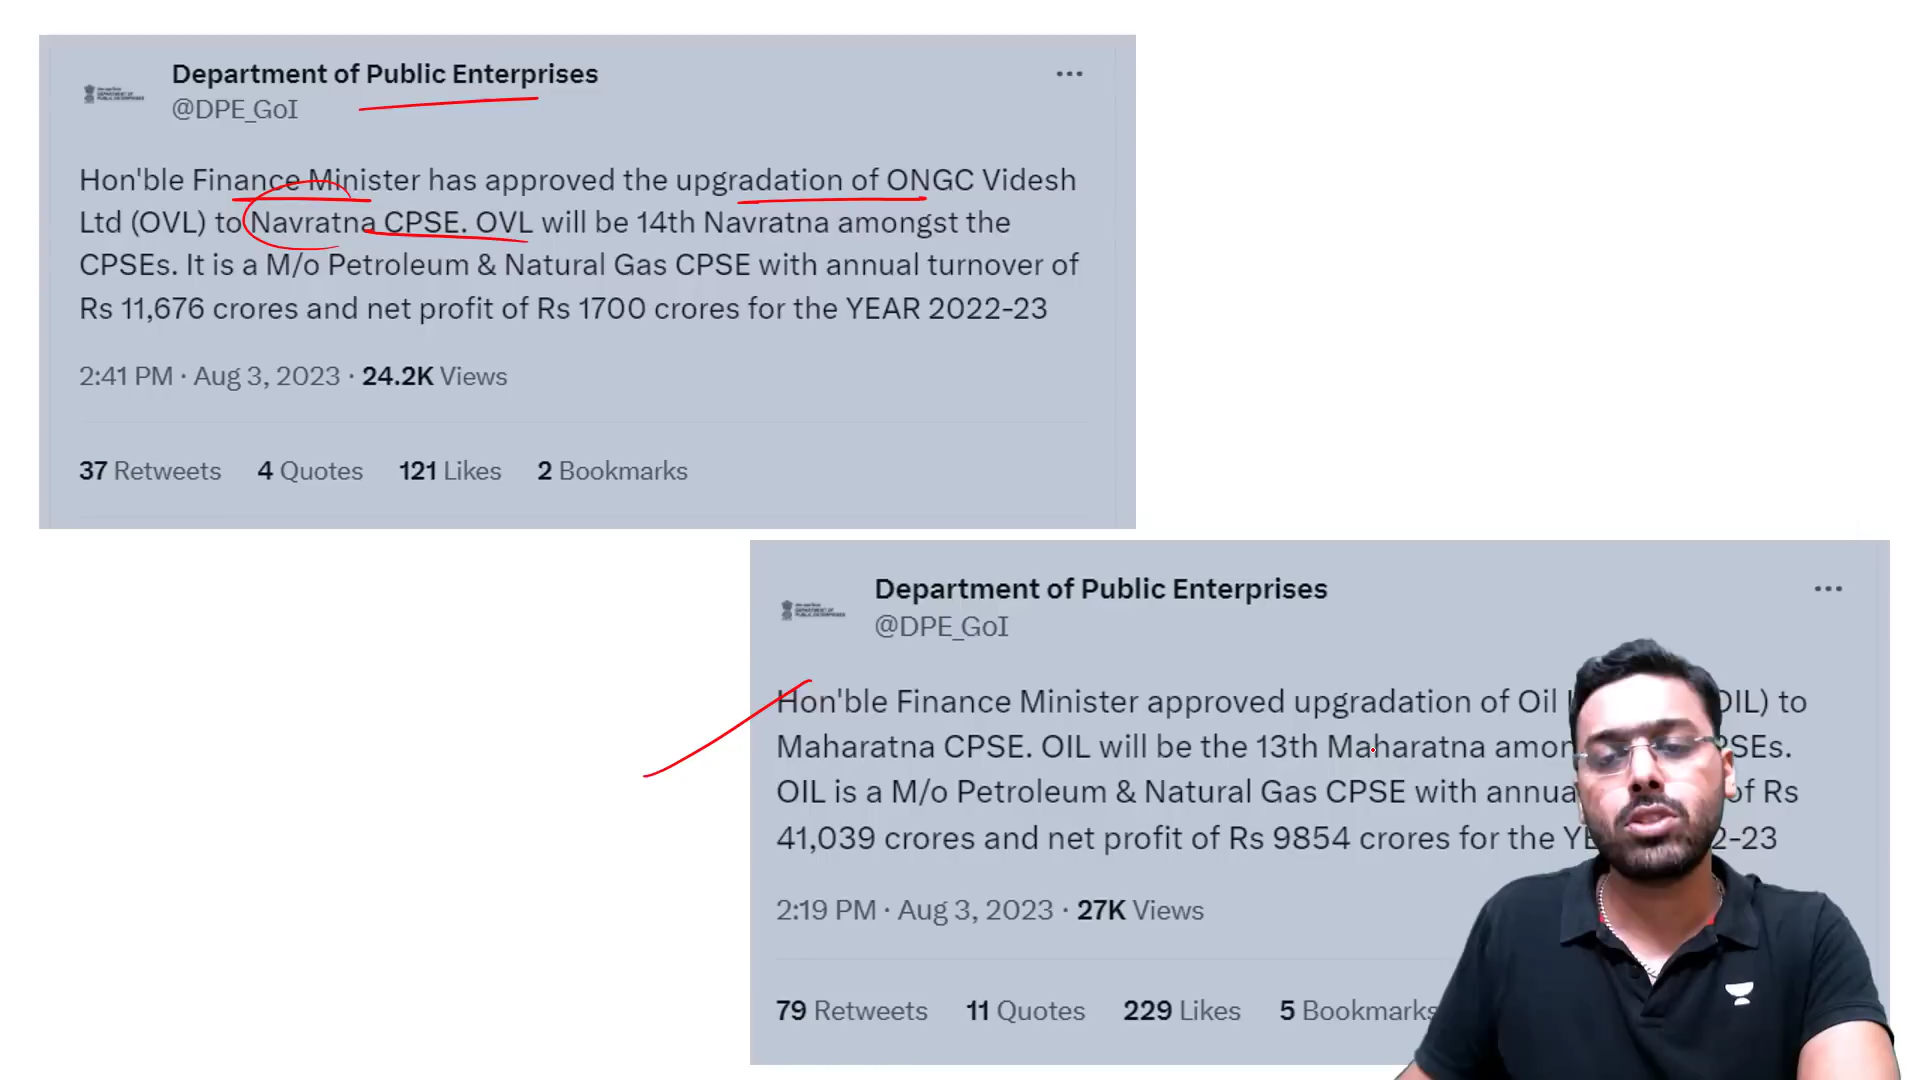 Department of Public Enterprises
@DPE_GoI
Hon'ble Finance Minister has approved the upgradation of ONGC Videsh
Ltd (OVL) to Navratna CPSE. OVL will be 14th Navratna amongst the
CPSEs. It is a M/o Petroleum & Natural Gas CPSE with annual turnover of
Rs 11,676 crores and net profit of Rs 1700 crores for the YEAR 2022-23
2:41 PM · Aug 3, 2023 · 24.2K Views
37 Retweets 4 Quotes 121 Likes 2 Bookmarks
Department of Public Enterprises
@DPE_GoI
Hon'ble Finance Minister approved upgradation of Oil OIL) to
Maharatna CPSE. OIL will be the 13th Maharatna
OIL is a M/o Petroleum & Natural Gas CPSE with of Rs
41,039 crores and net profit of Rs 9854 crores for the
2:19 PM · Aug 3, 2023 · 27K Views
79 Retweets 11 Quotes 229 Likes 5 Bookmarks